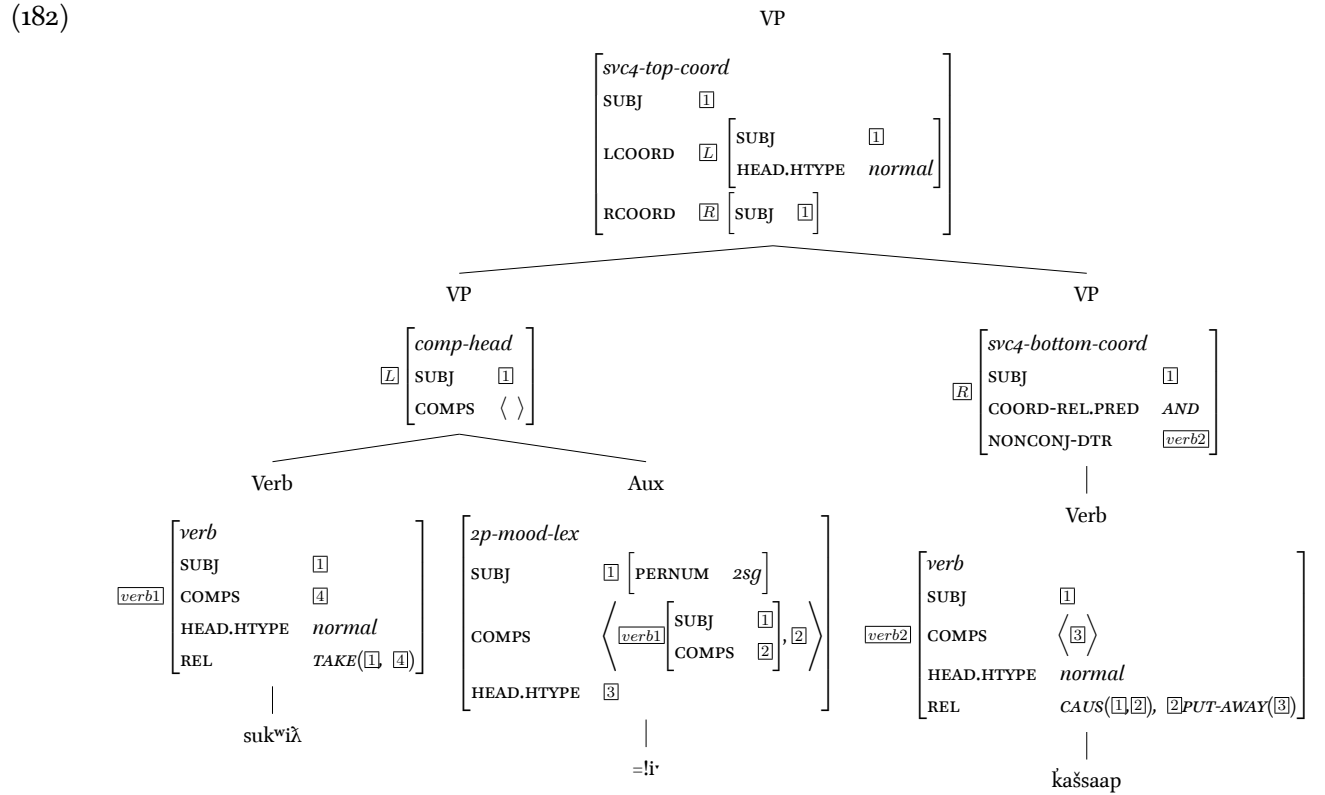 (182)
VP
svc4-top-coord
SUBJ 1
LCOORD L [SUBJ 1
HEAD.HTYPE normal]
RCOORD R [SUBJ 1]
VP
L [comp-head
SUBJ 1
COMPS ⟨ ⟩]
VP
R [svc4-bottom-coord
SUBJ 1
COORD-REL.PRED AND
NONCONJ-DTR verb2]
Verb
verb1 [verb
SUBJ 1
COMPS 4
HEAD.HTYPE normal
REL TAKE(1, 4)]
sukʷiƛ
Aux
[2p-mood-lex
SUBJ 1 [PERNUM 2sg]
COMPS ⟨verb1 [SUBJ 1
COMPS 2], 2⟩
HEAD.HTYPE 3]
=!iˑ
Verb
verb2 [verb
SUBJ 1
COMPS ⟨3⟩
HEAD.HTYPE normal
REL CAUS(1,2), 2PUT-AWAY(3)]
k̓ašsaap